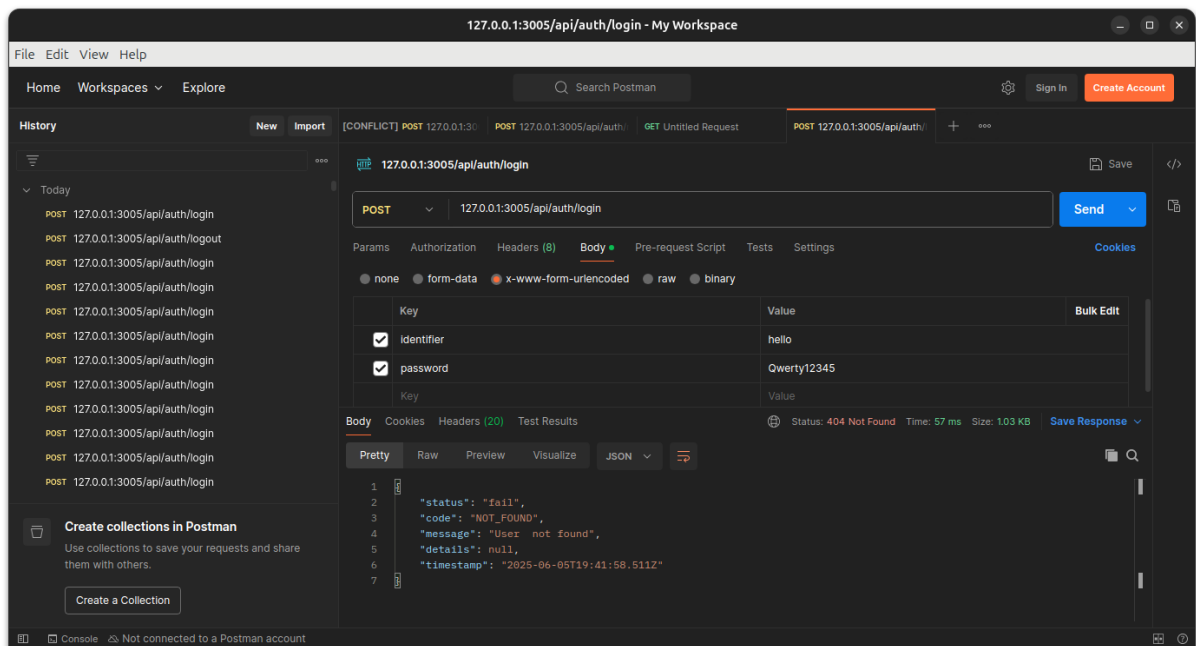 127.0.0.1:3005/api/auth/login - My Workspace
File Edit View Help
Home Workspaces Explore
Search Postman
Sign In
Create Account
History
New Import
[CONFLICT] POST 127.0.0.1:30
POST 127.0.0.1:3005/api/auth/
GET Untitled Request
POST 127.0.0.1:3005/api/auth/
Today
POST 127.0.0.1:3005/api/auth/login
POST 127.0.0.1:3005/api/auth/logout
POST 127.0.0.1:3005/api/auth/login
POST 127.0.0.1:3005/api/auth/login
POST 127.0.0.1:3005/api/auth/login
POST 127.0.0.1:3005/api/auth/login
POST 127.0.0.1:3005/api/auth/login
POST 127.0.0.1:3005/api/auth/login
POST 127.0.0.1:3005/api/auth/login
POST 127.0.0.1:3005/api/auth/login
POST 127.0.0.1:3005/api/auth/login
POST 127.0.0.1:3005/api/auth/login
Create collections in Postman
Use collections to save your requests and share
them with others.
Create a Collection
HTTP 127.0.0.1:3005/api/auth/login
Save
POST 127.0.0.1:3005/api/auth/login
Send
Params Authorization Headers (8) Body Pre-request Script Tests Settings
Cookies
none form-data x-www-form-urlencoded raw binary
Key Value Bulk Edit
identifier hello
password Qwerty12345
Key Value
Body Cookies Headers (20) Test Results
Status: 404 Not Found Time: 57 ms Size: 1.03 KB Save Response
Pretty Raw Preview Visualize JSON
1 {
2 "status": "fail",
3 "code": "NOT_FOUND",
4 "message": "User  not found",
5 "details": null,
6 "timestamp": "2025-06-05T19:41:58.511Z"
7 }
Console Not connected to a Postman account